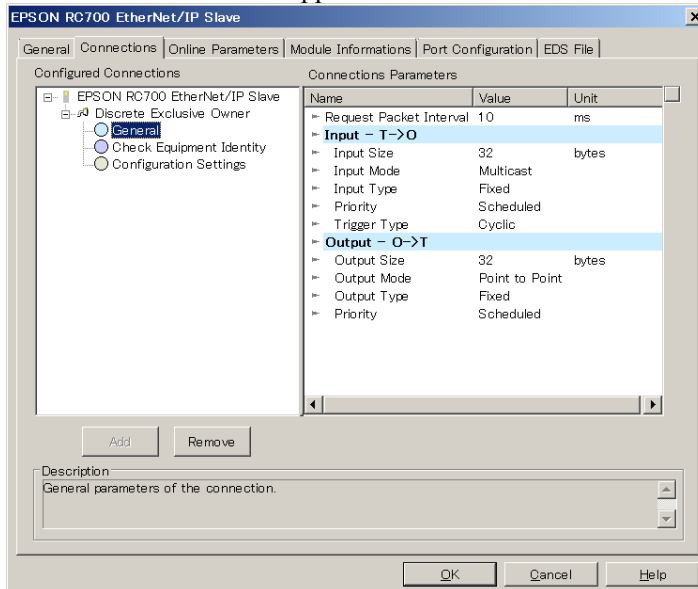 EPSON RC700 EtherNet/IP Slave
General Connections Online Parameters Module Informations Port Configuration EDS File
Configured Connections
EPSON RC700 EtherNet/IP Slave
Discrete Exclusive Owner
General
Check Equipment Identity
Configuration Settings
Connections Parameters
Name Value Unit
Request Packet Interval 10 ms
Input - T->O
Input Size 32 bytes
Input Mode Multicast
Input Type Fixed
Priority Scheduled
Trigger Type Cyclic
Output - O->T
Output Size 32 bytes
Output Mode Point to Point
Output Type Fixed
Priority Scheduled
Add Remove
Description
General parameters of the connection.
OK Cancel Help